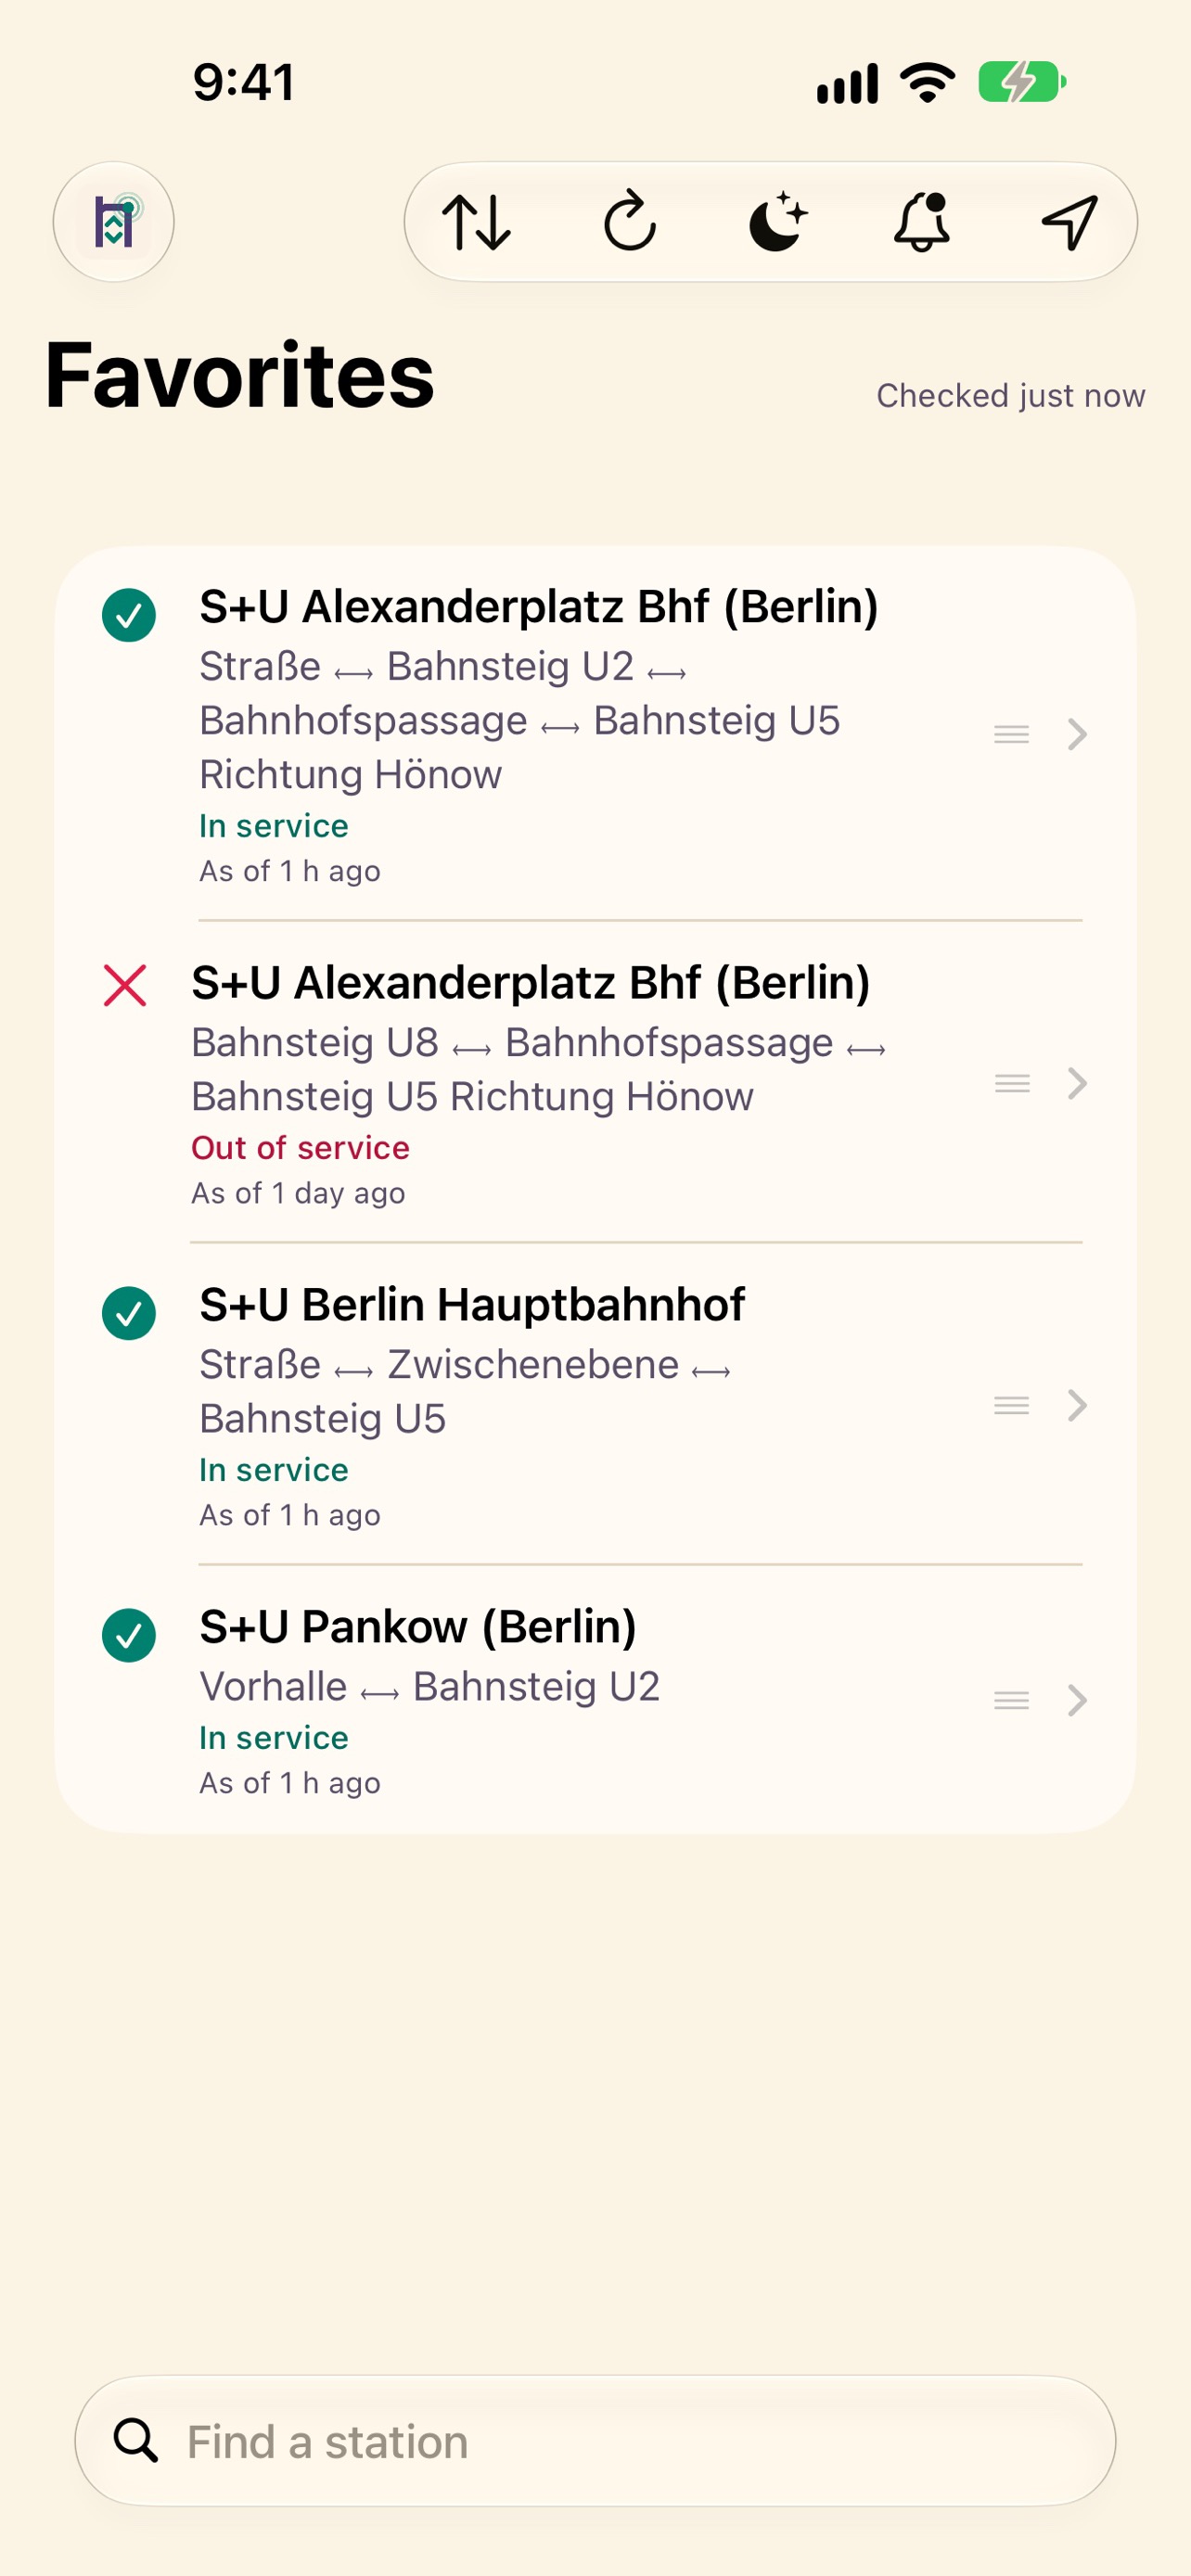 9:41
Favorites
Checked just now
S+U Alexanderplatz Bhf (Berlin)
Straße ⟷ Bahnsteig U2 ⟷
Bahnhofspassage ⟷ Bahnsteig U5
Richtung Hönow
In service
As of 1 h ago
S+U Alexanderplatz Bhf (Berlin)
Bahnsteig U8 ⟷ Bahnhofspassage ⟷
Bahnsteig U5 Richtung Hönow
Out of service
As of 1 day ago
S+U Berlin Hauptbahnhof
Straße ⟷ Zwischenebene ⟷
Bahnsteig U5
In service
As of 1 h ago
S+U Pankow (Berlin)
Vorhalle ⟷ Bahnsteig U2
In service
As of 1 h ago
Find a station